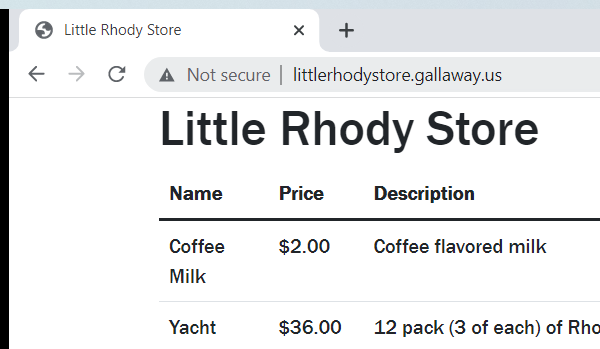 Little Rhody Store
Not secure | littlerhodystore.gallaway.us
Little Rhody Store
Name Price Description
Coffee Milk $2.00 Coffee flavored milk
Yacht $36.00 12 pack (3 of each) of Rho